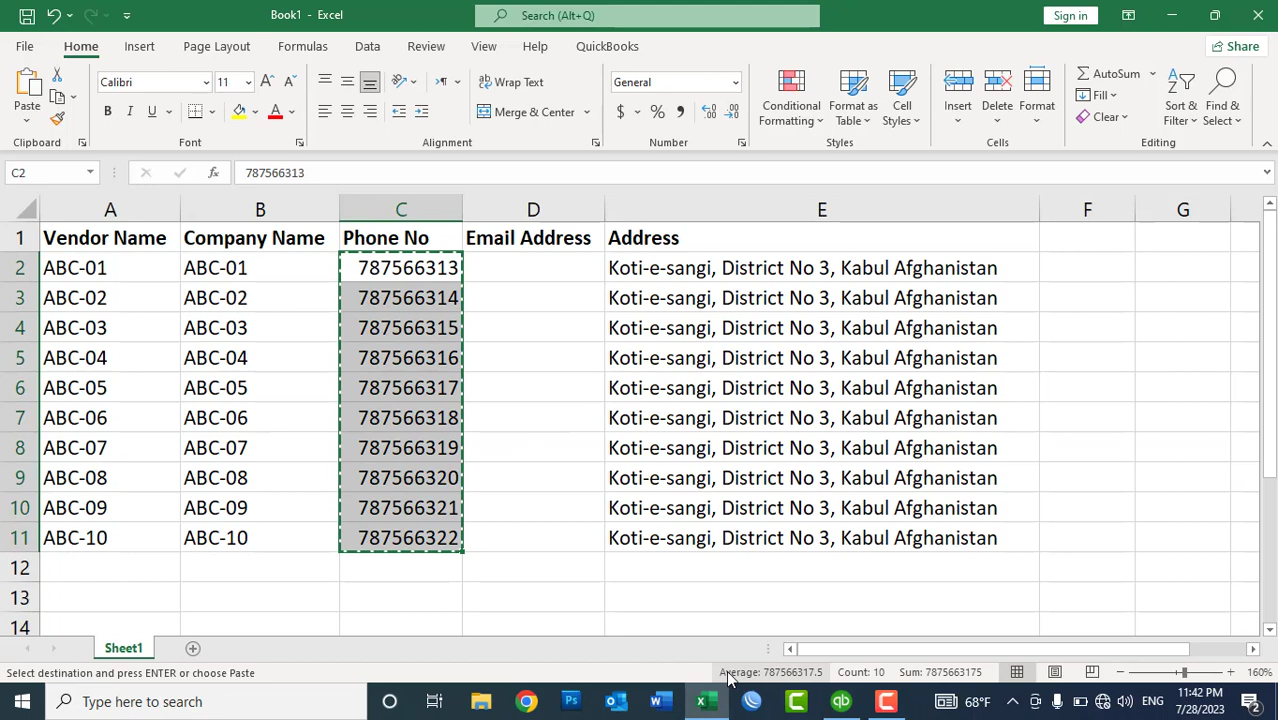 Book1 - Excel
Search (Alt+Q)
Sign in
File Home Insert Page Layout Formulas Data Review View Help QuickBooks Share
Paste
Calibri 11
Wrap Text
Merge & Center
General
Conditional Formatting
Format as Table
Cell Styles
Insert Delete Format
AutoSum
Fill
Clear
Sort & Filter
Find & Select
Clipboard Font Alignment Number Styles Cells Editing
C2 fx 787566313
A B C D E F G
1 Vendor Name Company Name Phone No Email Address Address
2 ABC-01 ABC-01 787566313 Koti-e-sangi, District No 3, Kabul Afghanistan
3 ABC-02 ABC-02 787566314 Koti-e-sangi, District No 3, Kabul Afghanistan
4 ABC-03 ABC-03 787566315 Koti-e-sangi, District No 3, Kabul Afghanistan
5 ABC-04 ABC-04 787566316 Koti-e-sangi, District No 3, Kabul Afghanistan
6 ABC-05 ABC-05 787566317 Koti-e-sangi, District No 3, Kabul Afghanistan
7 ABC-06 ABC-06 787566318 Koti-e-sangi, District No 3, Kabul Afghanistan
8 ABC-07 ABC-07 787566319 Koti-e-sangi, District No 3, Kabul Afghanistan
9 ABC-08 ABC-08 787566320 Koti-e-sangi, District No 3, Kabul Afghanistan
10 ABC-09 ABC-09 787566321 Koti-e-sangi, District No 3, Kabul Afghanistan
11 ABC-10 ABC-10 787566322 Koti-e-sangi, District No 3, Kabul Afghanistan
12
13
14
Sheet1
Select destination and press ENTER or choose Paste Average: 787566317.5 Count: 10 Sum: 7875663175 160%
Type here to search 68°F ENG 11:42 PM
7/28/2023 2